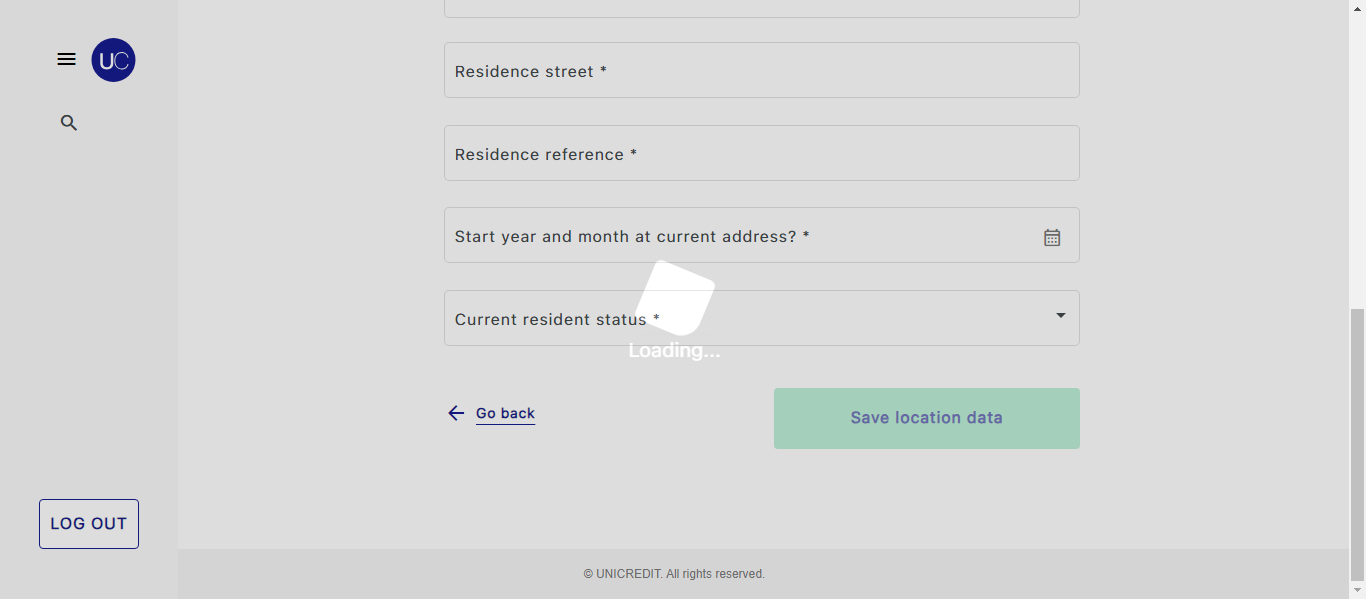 UC
Residence street *
Residence reference *
Start year and month at current address? *
Current resident status *
Loading...
Go back
Save location data
LOG OUT
© UNICREDIT. All rights reserved.